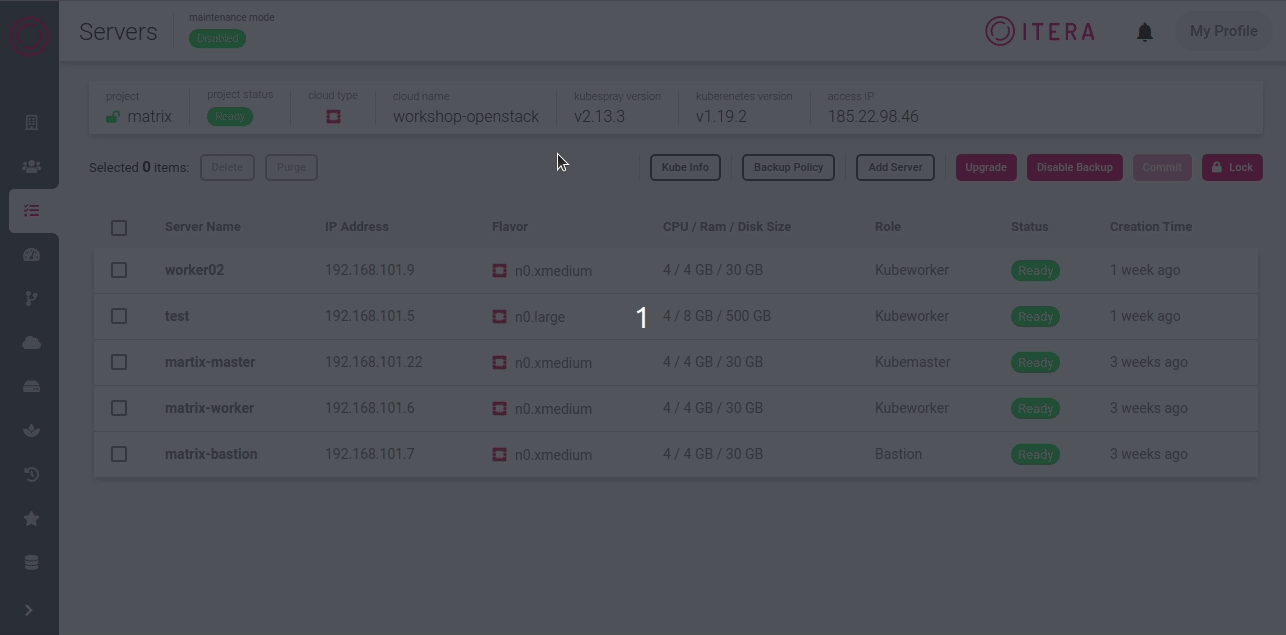 Servers
maintenance mode
Disabled
ITERA
My Profile
project
matrix
project status
Ready
cloud type
cloud name
workshop-openstack
kubespray version
v2.13.3
kuberenetes version
v1.19.2
access IP
185.22.98.46
Selected 0 items:
Delete
Purge
Kube Info
Backup Policy
Add Server
Upgrade
Disable Backup
Commit
Lock
Server Name IP Address Flavor CPU / Ram / Disk Size Role Status Creation Time
worker02 192.168.101.9 n0.xmedium 4 / 4 GB / 30 GB Kubeworker Ready 1 week ago
test 192.168.101.5 n0.large 4 / 8 GB / 500 GB Kubeworker Ready 1 week ago
1
martix-master 192.168.101.22 n0.xmedium 4 / 4 GB / 30 GB Kubemaster Ready 3 weeks ago
matrix-worker 192.168.101.6 n0.xmedium 4 / 4 GB / 30 GB Kubeworker Ready 3 weeks ago
matrix-bastion 192.168.101.7 n0.xmedium 4 / 4 GB / 30 GB Bastion Ready 3 weeks ago